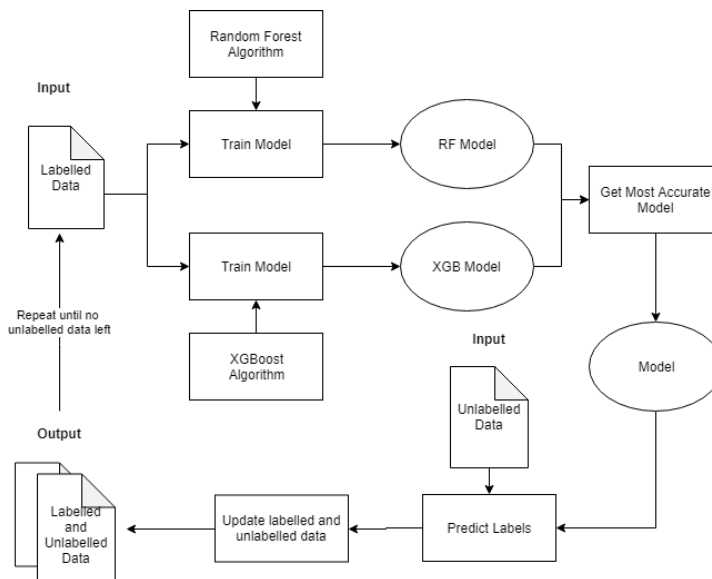 Random Forest
Algorithm
Input
Labelled
Data
Train Model
RF Model
Get Most Accurate
Model
Train Model
XGB Model
Repeat until no
unlabelled data left
XGBoost
Algorithm
Input
Model
Unlabelled
Data
Output
Labelled
and
Unlabelled
Data
Update labelled and
unlabelled data
Predict Labels